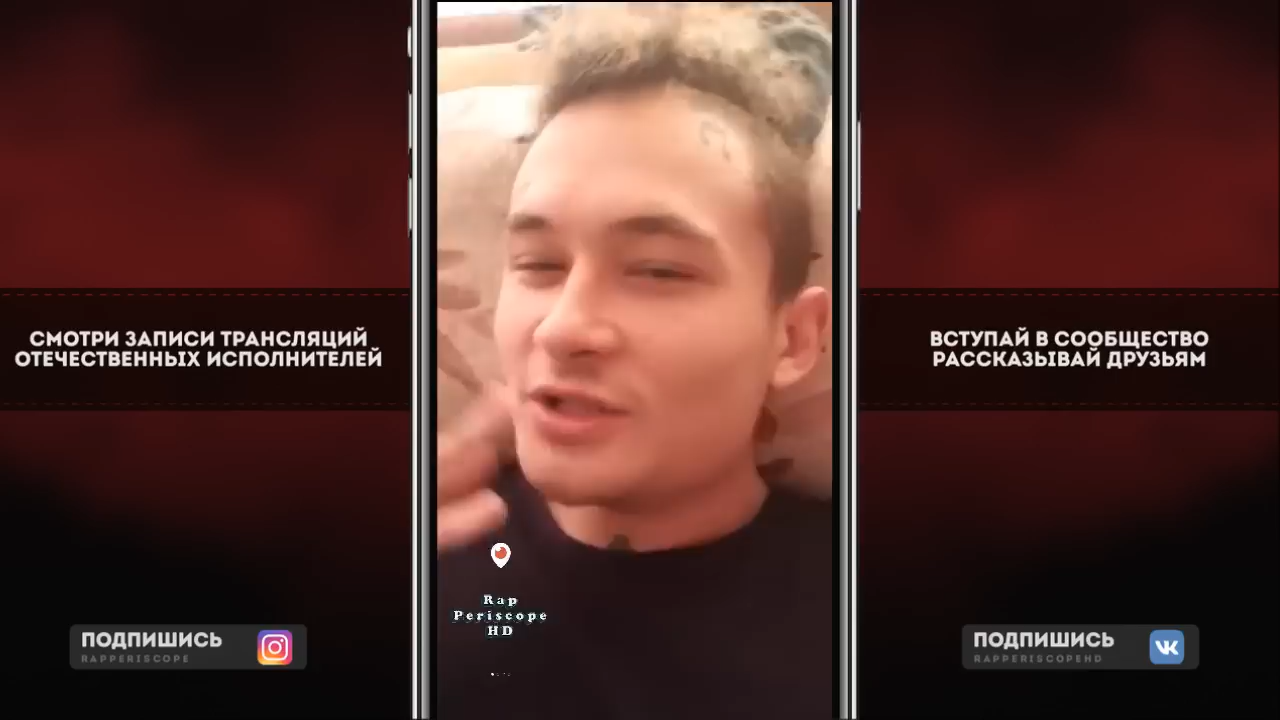 СМОТРИ ЗАПИСИ ТРАНСЛЯЦИЙ
ОТЕЧЕСТВЕННЫХ ИСПОЛНИТЕЛЕЙ
ВСТУПАЙ В СООБЩЕСТВО
РАССКАЗЫВАЙ ДРУЗЬЯМ
Rap
Periscope
HD
ПОДПИШИСЬ
RAPPERISCOPE
ПОДПИШИСЬ
RAPPERISCOPEHD